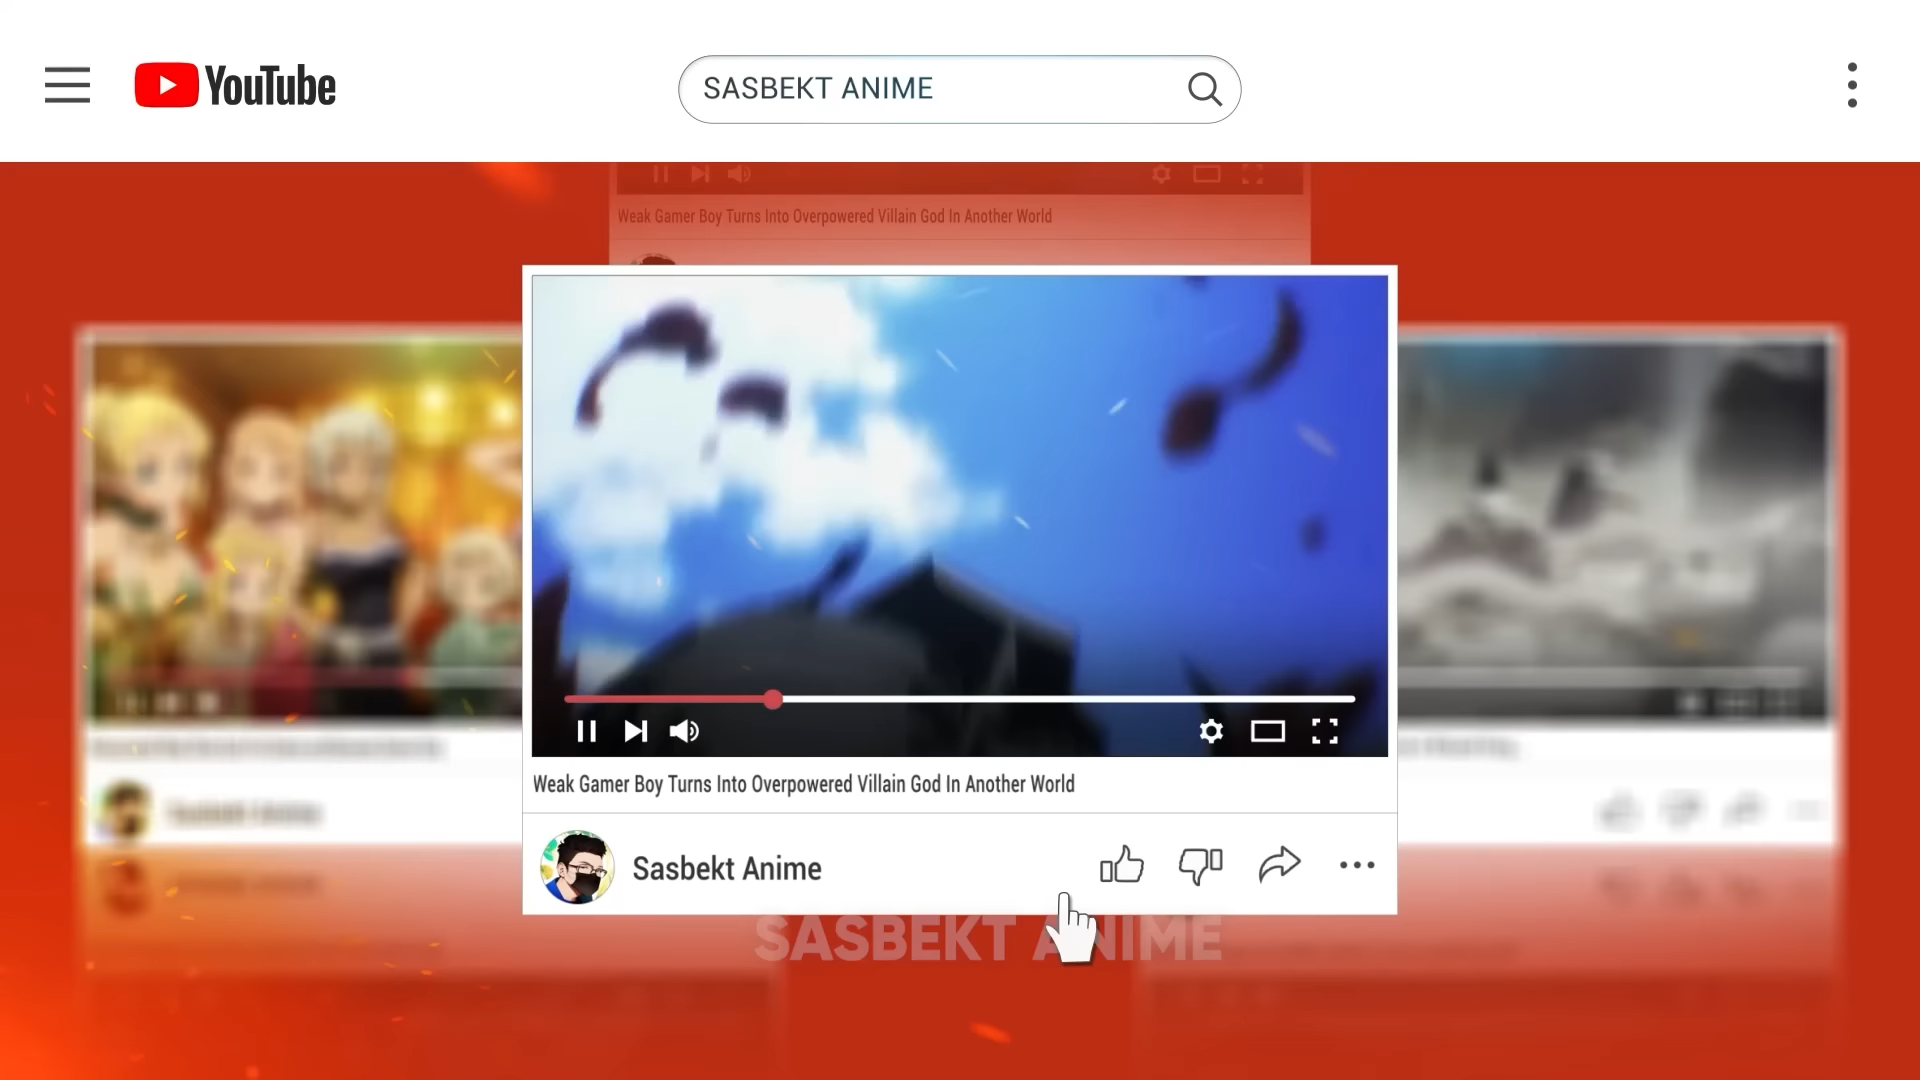 YouTube
SASBEKT ANIME
Weak Gamer Boy Turns Into Overpowered Villain God In Another World
Weak Gamer Boy Turns Into Overpowered Villain God In Another World
Sasbekt Anime
SASBEKT ANIME